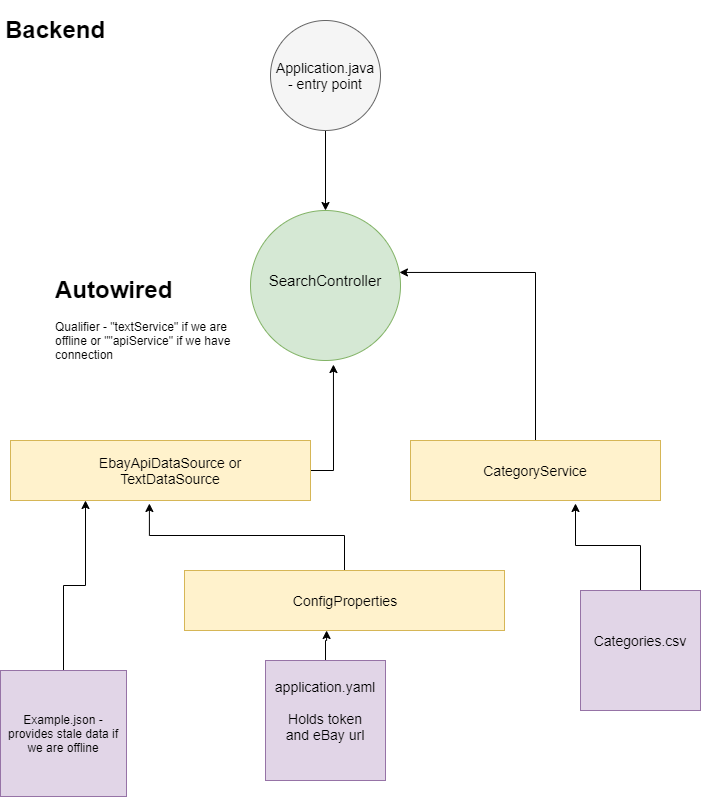 Backend
Application.java
- entry point
SearchController
Autowired
Qualifier - "textService" if we are
offline or ""apiService" if we have
connection
EbayApiDataSource or
TextDataSource
CategoryService
ConfigProperties
Categories.csv
application.yaml
Holds token
and eBay url
Example.json -
provides stale data if
we are offline